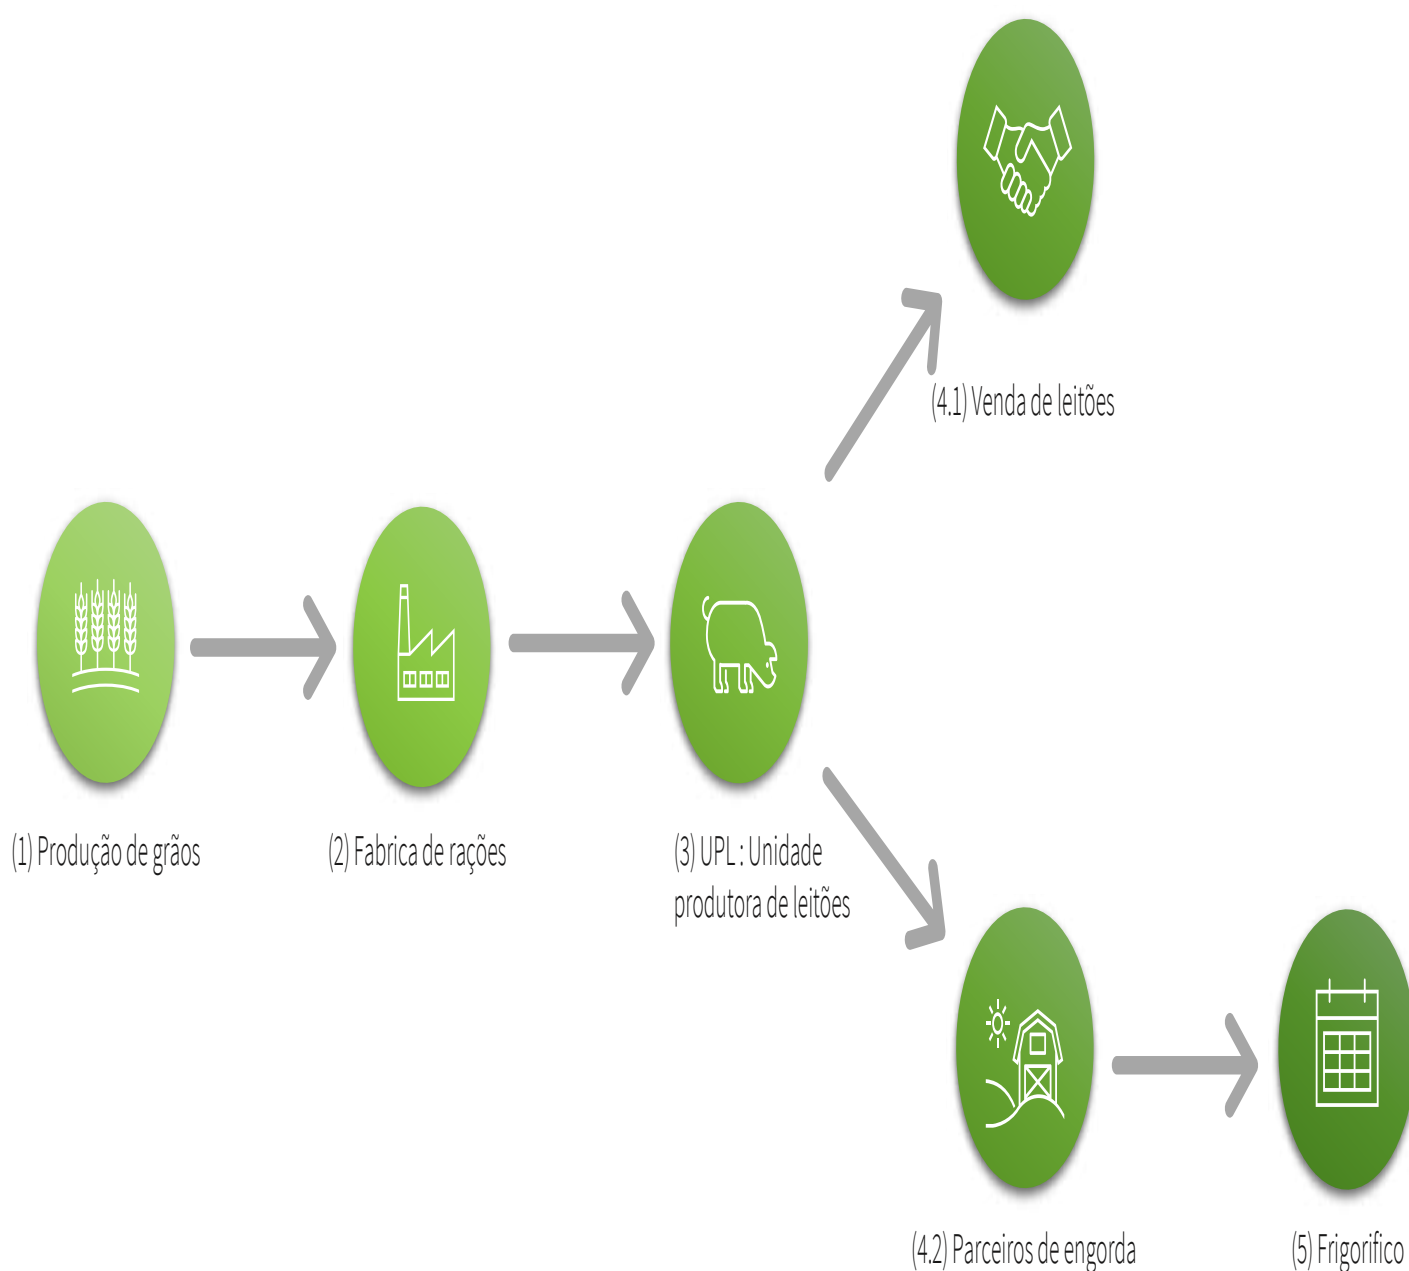 (4.1) Venda de leitões
(1) Produção de grãos
(2) Fabrica de rações
(3) UPL : Unidade
produtora de leitões
(4.2) Parceiros de engorda
(5) Frigorifico